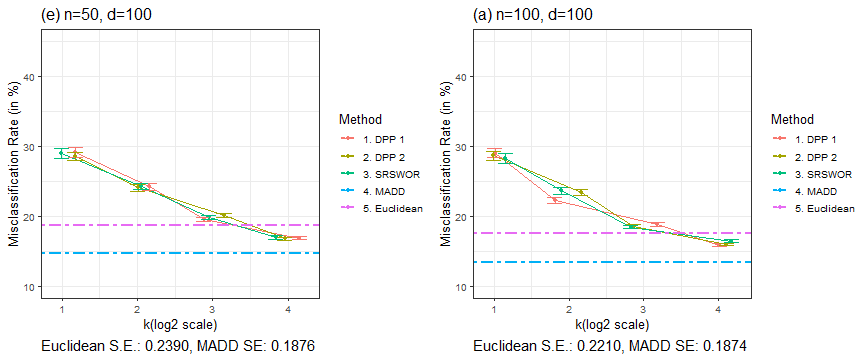 (e) n=50, d=100
Misclassification Rate (in %)
40
30
20
10
1 2 3 4
k(log2 scale)
Euclidean S.E.: 0.2390, MADD SE: 0.1876
Method
1. DPP 1
2. DPP 2
3. SRSWOR
4. MADD
5. Euclidean
(a) n=100, d=100
Misclassification Rate (in %)
40
30
20
10
1 2 3 4
k(log2 scale)
Euclidean S.E.: 0.2210, MADD SE: 0.1874
Method
1. DPP 1
2. DPP 2
3. SRSWOR
4. MADD
5. Euclidean